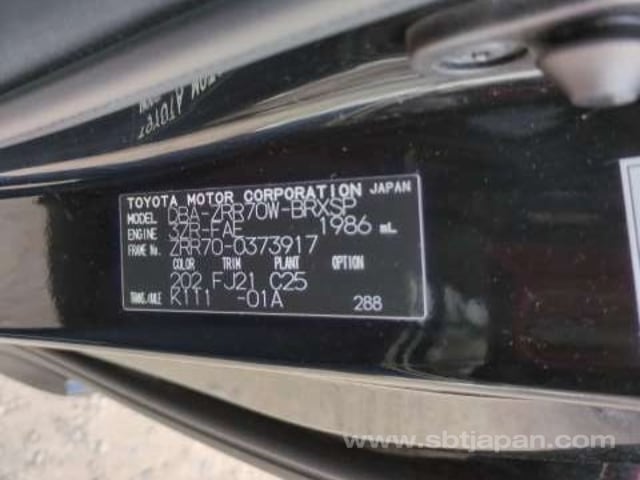 TOYOTA MOTOR CORPORATION JAPAN
MODEL DBA-ZRR70W-BRXSP
ENGINE 3ZR-FAE 1986 mL
FRAME No. ZRR70-0373917
COLOR TRIM PLANT OPTION
202 FJ21 C25
TRANS./AXLE K111 -01A 288
www.sbtjapan.com